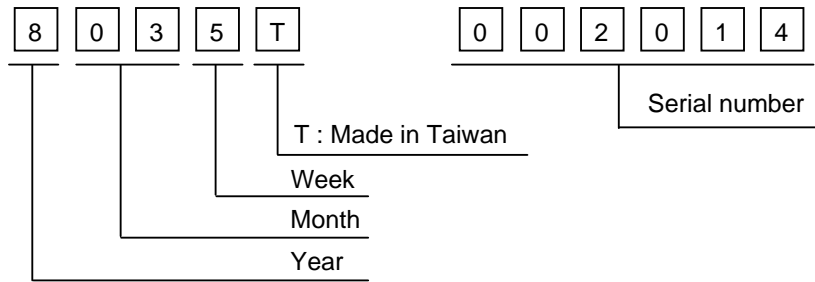 8 0 3 5 T 0 0 2 0 1 4
Serial number
T : Made in Taiwan
Week
Month
Year